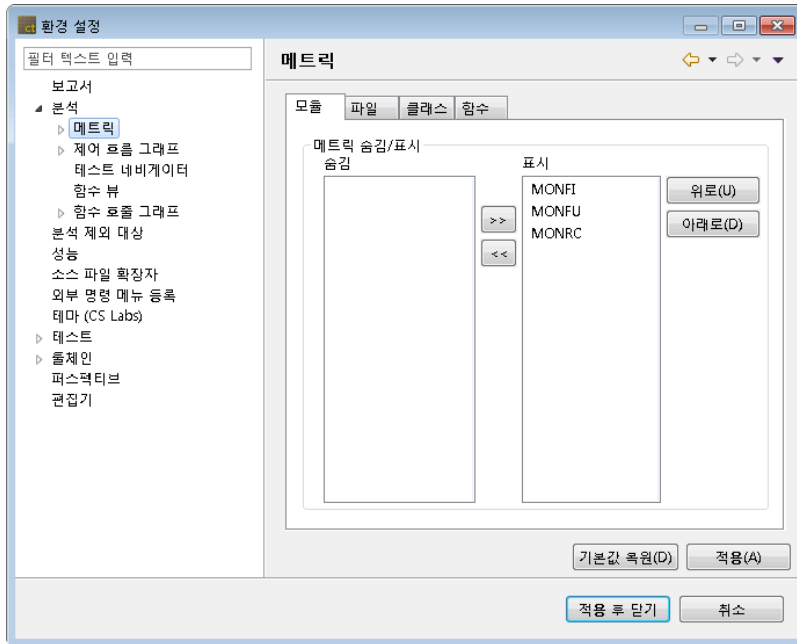 ct 환경 설정
필터 텍스트 입력
보고서
분석
메트릭
제어 흐름 그래프
테스트 네비게이터
함수 뷰
함수 호출 그래프
분석 제외 대상
성능
소스 파일 확장자
외부 명령 메뉴 등록
테마 (CS Labs)
테스트
툴체인
퍼스펙티브
편집기
메트릭
모듈 파일 클래스 함수
메트릭 숨김/표시
숨김 표시
MONFI
MONFU
MONRC
>>
<<
위로(U)
아래로(D)
기본값 복원(D) 적용(A)
적용 후 닫기 취소